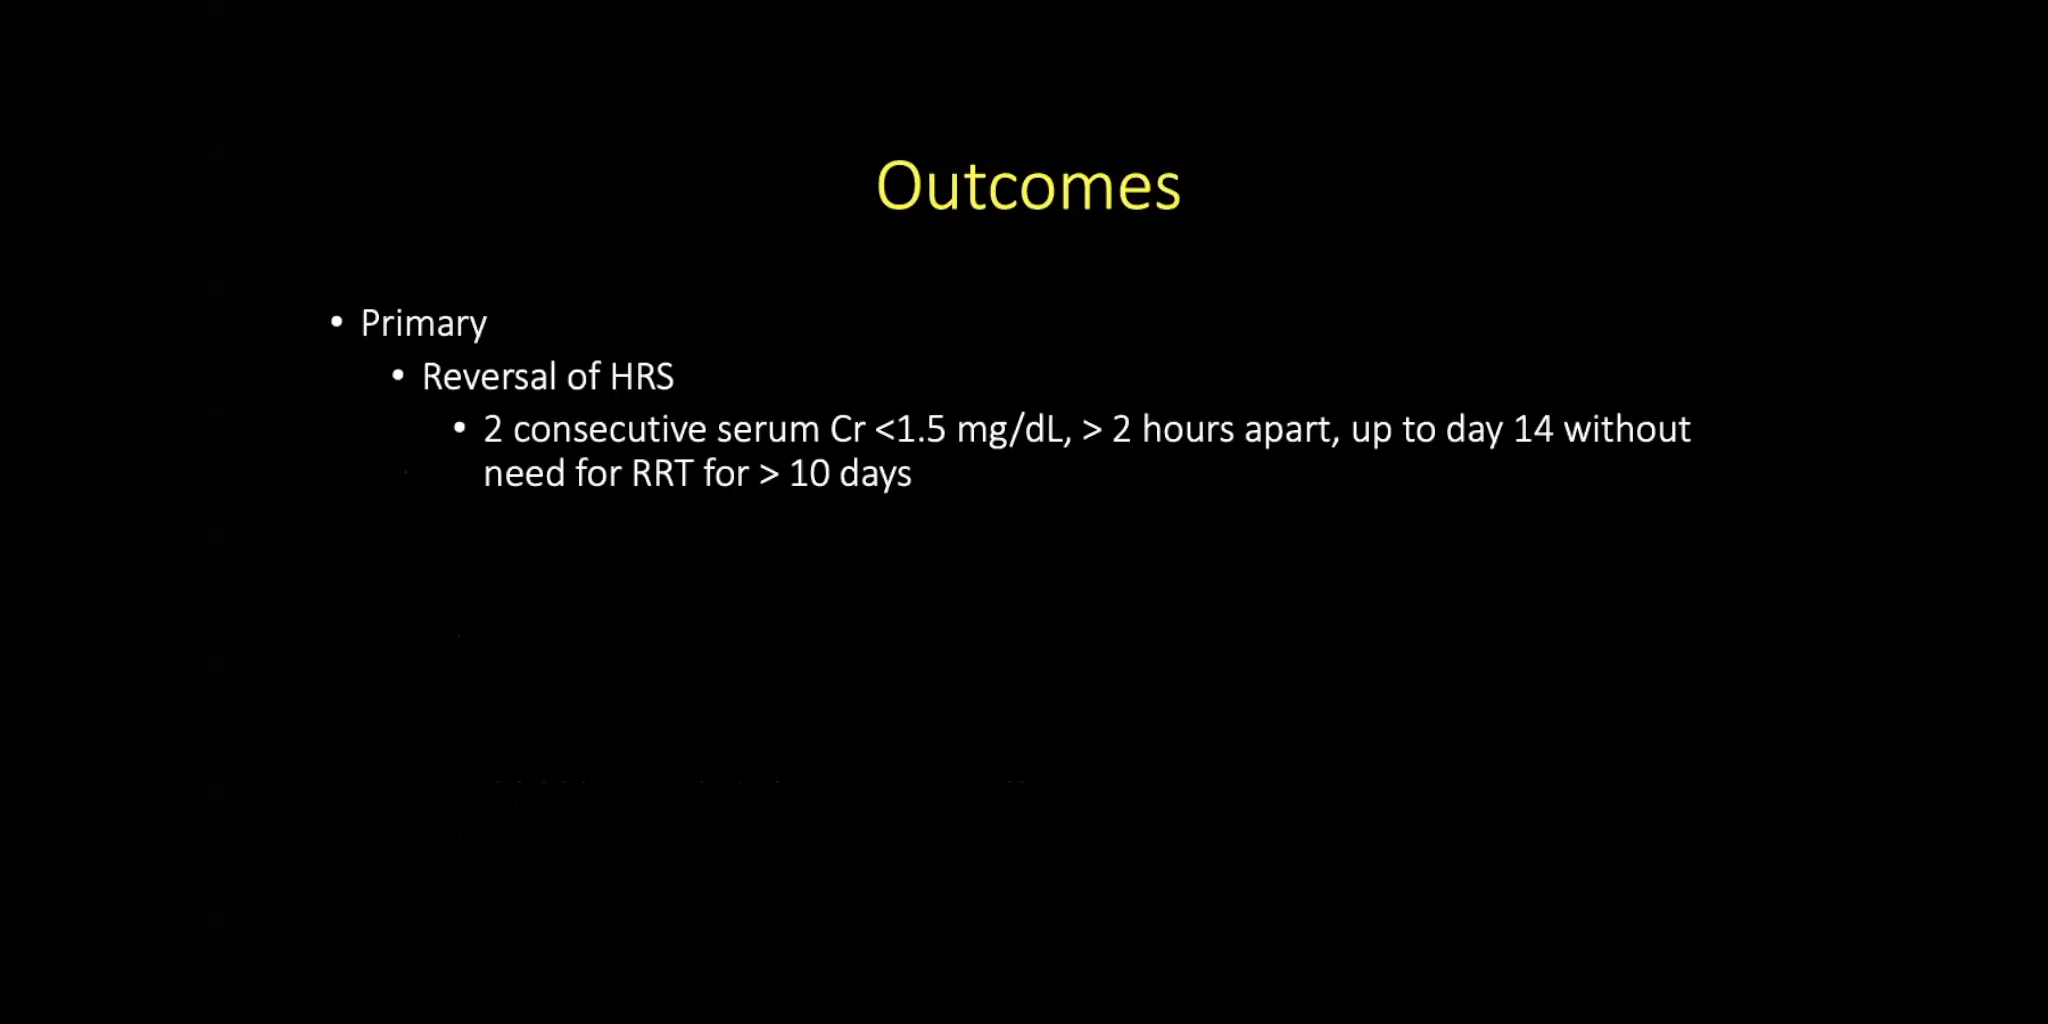 Outcomes
• Primary
• Reversal of HRS
• 2 consecutive serum Cr <1.5 mg/dL, > 2 hours apart, up to day 14 without
need for RRT for > 10 days